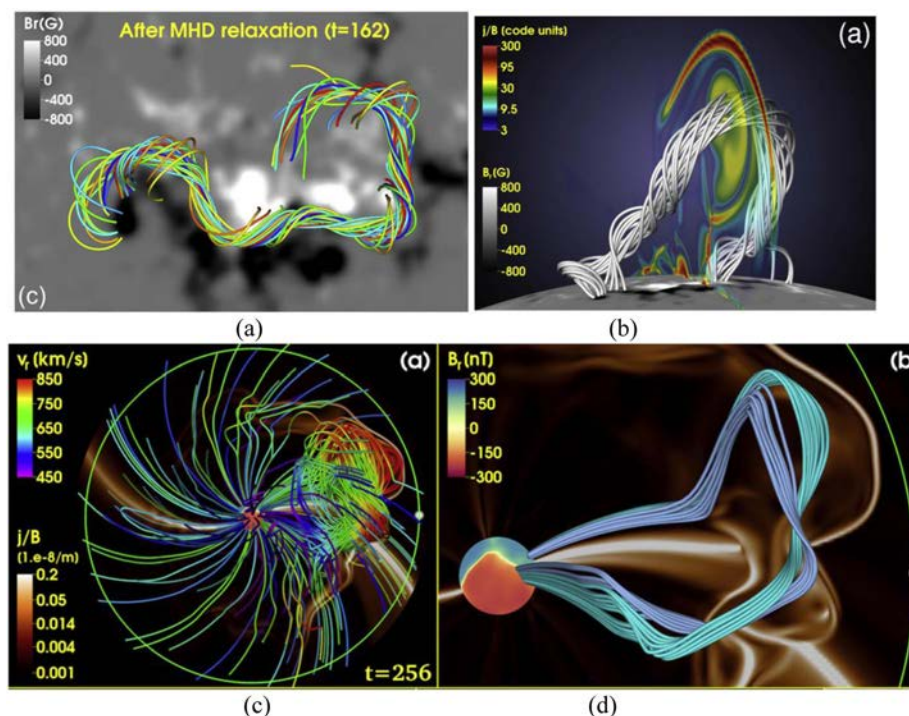 Br(G)
800
400
0
-400
-800
After MHD relaxation (t=162)
(c)
(a)
j/B (code units)
300
95
30
9.5
3
Br(G)
800
400
0
-400
-800
(a)
(b)
vr (km/s)
850
750
650
550
450
j/B
[1.e-8/m]
0.2
0.05
0.014
0.004
0.001
(a)
t=256
(c)
Br (nT)
300
150
0
-150
-300
(b)
(d)